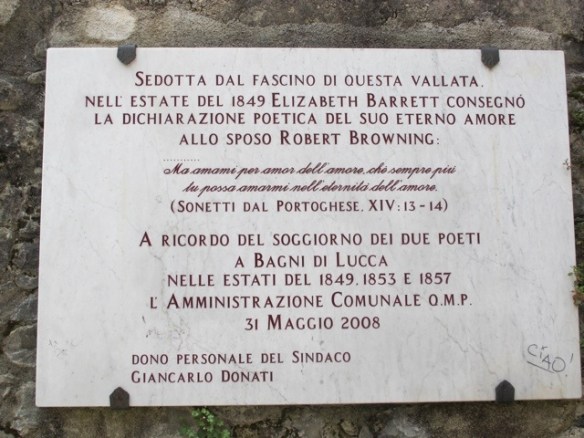 SEDOTTA DAL FASCINO DI QUESTA VALLATA,
NELL'ESTATE DEL 1849 ELIZABETH BARRETT CONSEGNÓ
LA DICHIARAZIONE POETICA DEL SUO ETERNO AMORE
ALLO SPOSO ROBERT BROWNING:
............
Ma amami per amor dell'amore, chè sempre più
tu possa amarmi nell'eternità dell'amore.
(SONETTI DAL PORTOGHESE, XIV: 13-14)
A RICORDO DEL SOGGIORNO DEI DUE POETI
A BAGNI DI LUCCA
NELLE ESTATI DEL 1849, 1853 E 1857
L'AMMINISTRAZIONE COMUNALE Q.M.P.
31 MAGGIO 2008
DONO PERSONALE DEL SINDACO
GIANCARLO DONATI
CIAO!